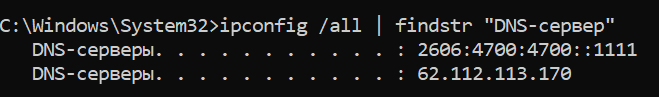 C:\Windows\System32>ipconfig /all | findstr "DNS-сервер"
DNS-серверы. . . . . . . . . . . : 2606:4700:4700::1111
DNS-серверы. . . . . . . . . . . : 62.112.113.170